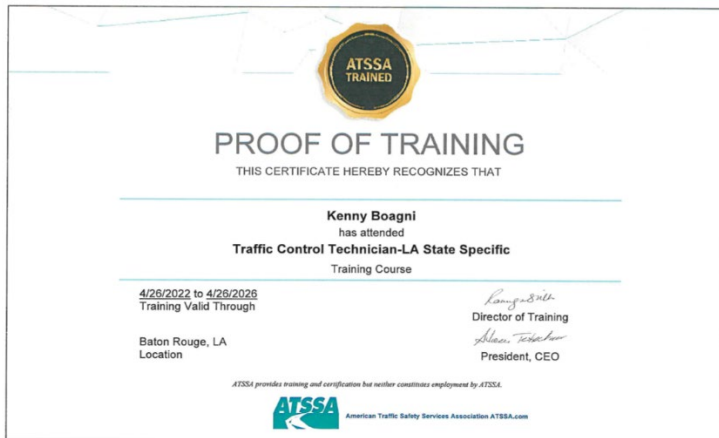 ATSSA
TRAINED
PROOF OF TRAINING
THIS CERTIFICATE HEREBY RECOGNIZES THAT
Kenny Boagni
has attended
Traffic Control Technician-LA State Specific
Training Course
4/26/2022 to 4/26/2026
Training Valid Through
Director of Training
Baton Rouge, LA
Location
President, CEO
ATSSA provides training and certification but neither constitutes employment by ATSSA.
ATSSA
American Traffic Safety Services Association ATSSA.com